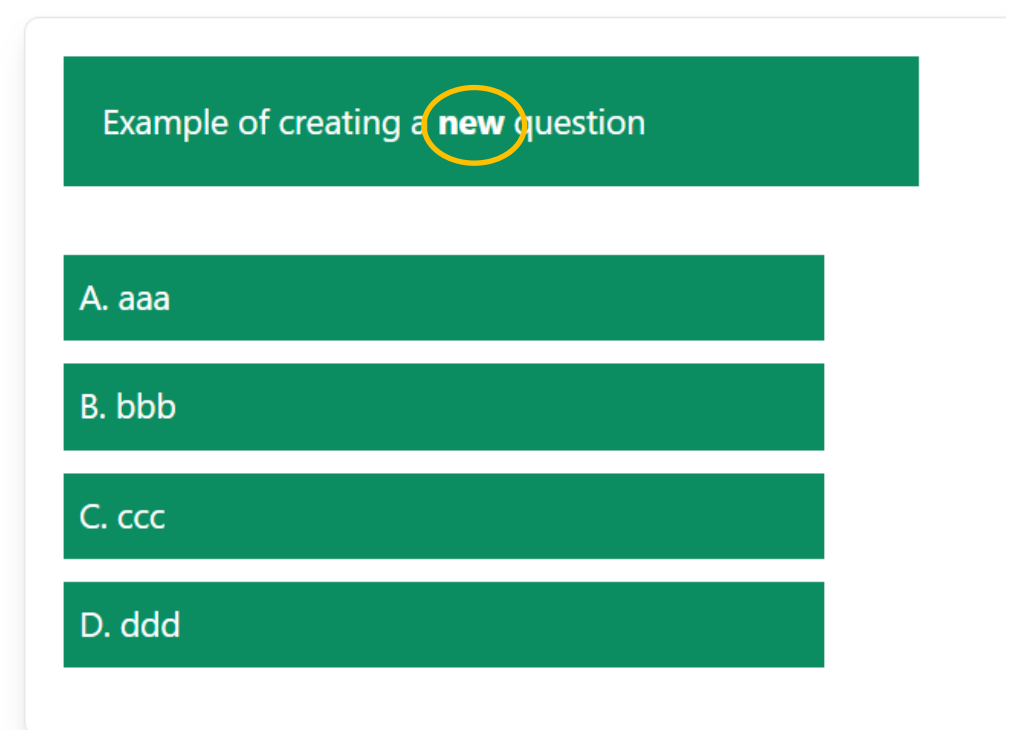 Example of creating a new question
A. aaa
B. bbb
C. ccc
D. ddd